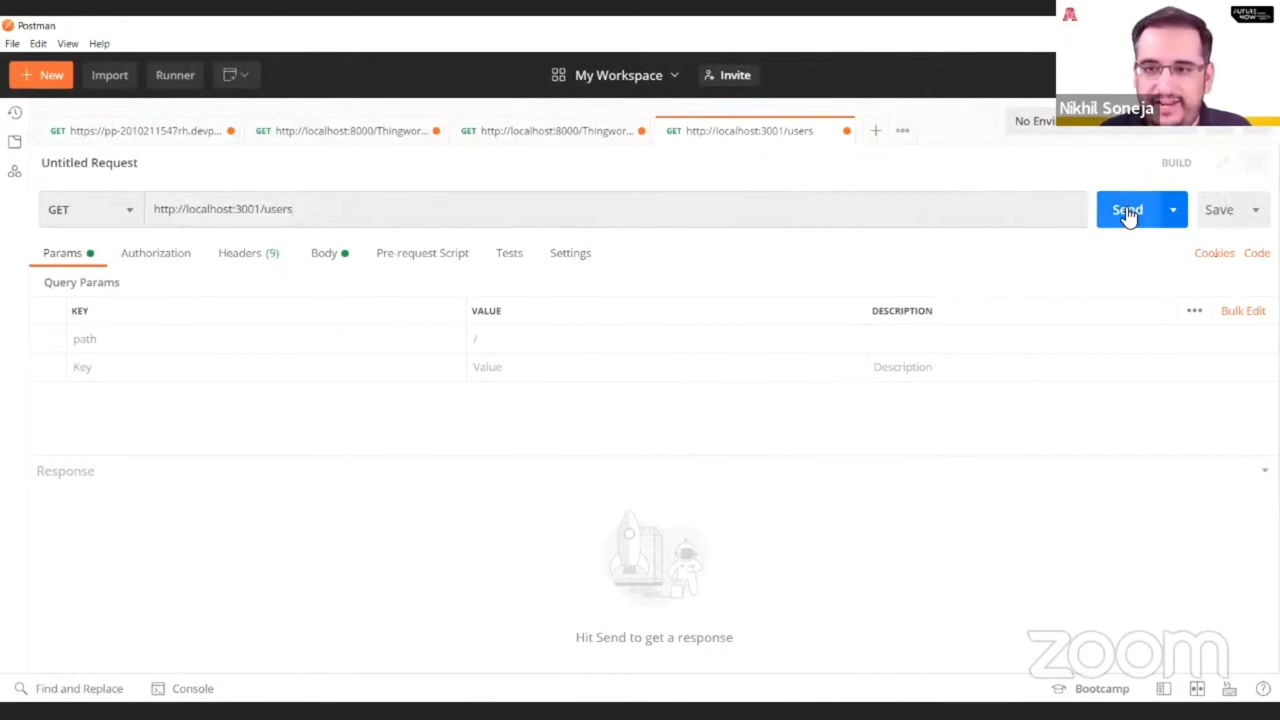 Postman
File Edit View Help
New Import Runner My Workspace Invite
FUTURE NOW
Nikhil Soneja
GET https://pp-2010211547rh.devp... GET http://localhost:8000/Thingwor... GET http://localhost:8000/Thingwor... GET http://localhost:3001/users No Envi
Untitled Request BUILD
GET http://localhost:3001/users Send Save
Params Authorization Headers (9) Body Pre-request Script Tests Settings Cookies Code
Query Params
KEY VALUE DESCRIPTION Bulk Edit
path /
Key Value Description
Response
Hit Send to get a response
zoom
Find and Replace Console Bootcamp